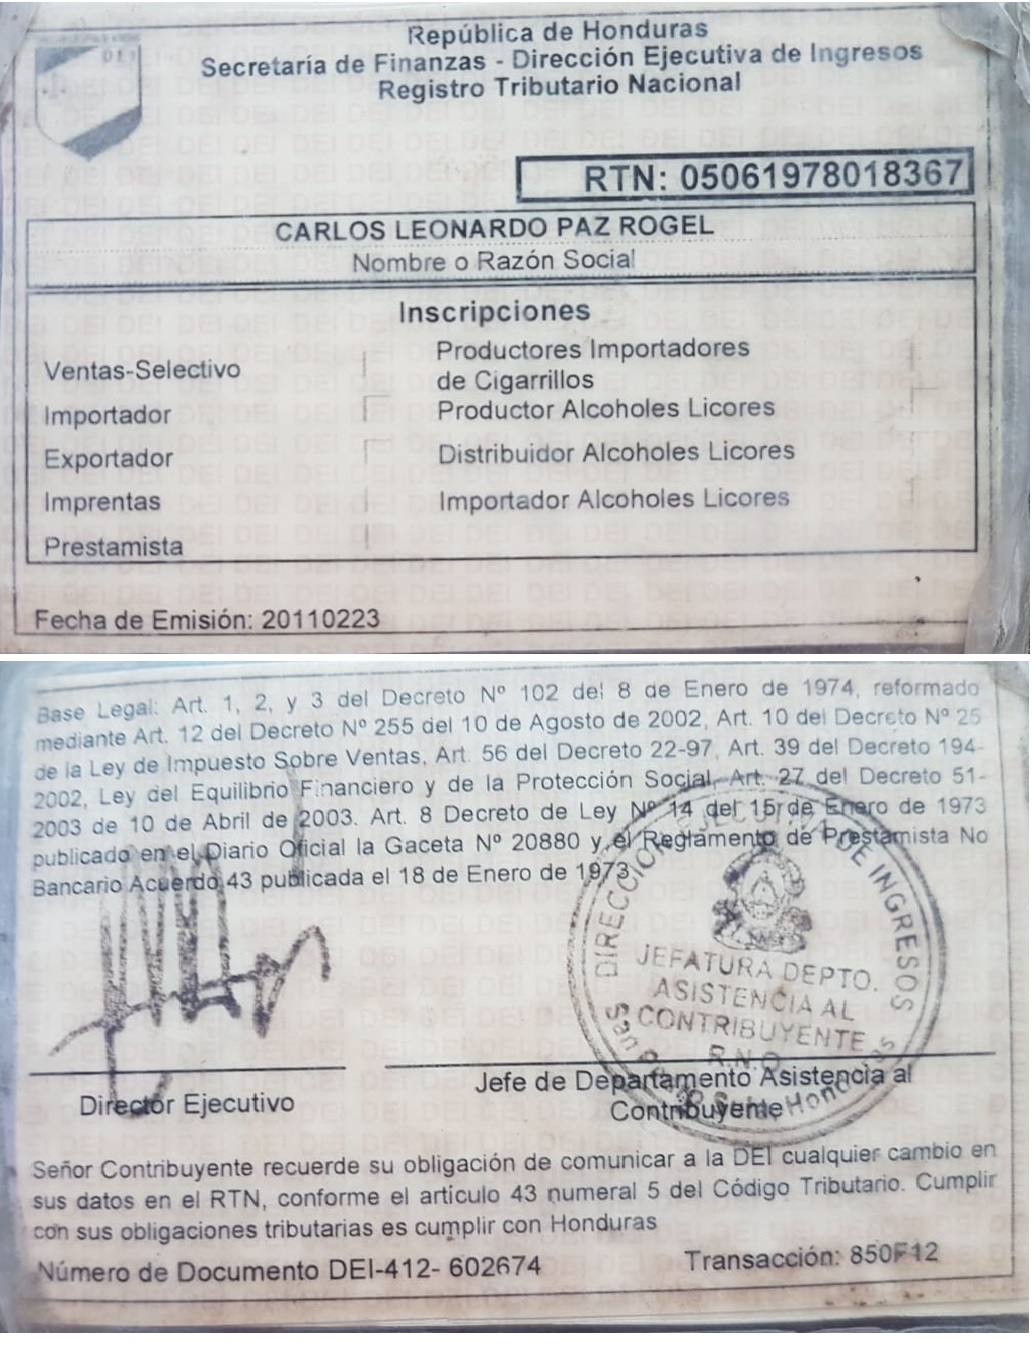 DEI
República de Honduras
Secretaría de Finanzas - Dirección Ejecutiva de Ingresos
Registro Tributario Nacional
RTN: 05061978018367
CARLOS LEONARDO PAZ ROGEL
Nombre o Razón Social
Inscripciones
Ventas-Selectivo
Productores Importadores
de Cigarrillos
Importador
Productor Alcoholes Licores
Exportador
Distribuidor Alcoholes Licores
Imprentas
Importador Alcoholes Licores
Prestamista
Fecha de Emisión: 20110223
Base Legal: Art. 1, 2, y 3 del Decreto Nº 102 del 8 de Enero de 1974, reformado
mediante Art. 12 del Decreto Nº 255 del 10 de Agosto de 2002, Art. 10 del Decreto Nº 25
de la Ley de Impuesto Sobre Ventas, Art. 56 del Decreto 22-97, Art. 39 del Decreto 194-
2002, Ley del Equilibrio Financiero y de la Protección Social, Art. 27 del Decreto 51-
2003 de 10 de Abril de 2003. Art. 8 Decreto de Ley Nº 14 del 15 de Enero de 1973
publicado en el Diario Oficial la Gaceta Nº 20880 y el Reglamento de Prestamista No
Bancario Acuerdo 43 publicada el 18 de Enero de 1973
DIRECCION EJECUTIVA DE INGRESOS
JEFATURA DEPTO.
ASISTENCIA AL
CONTRIBUYENTE
R.N.O.
Director Ejecutivo
Jefe de Departamento Asistencia al
Contribuyente
Señor Contribuyente recuerde su obligación de comunicar a la DEI cualquier cambio en
sus datos en el RTN, conforme el artículo 43 numeral 5 del Código Tributario. Cumplir
con sus obligaciones tributarias es cumplir con Honduras
Número de Documento DEI-412- 602674
Transacción: 850F12